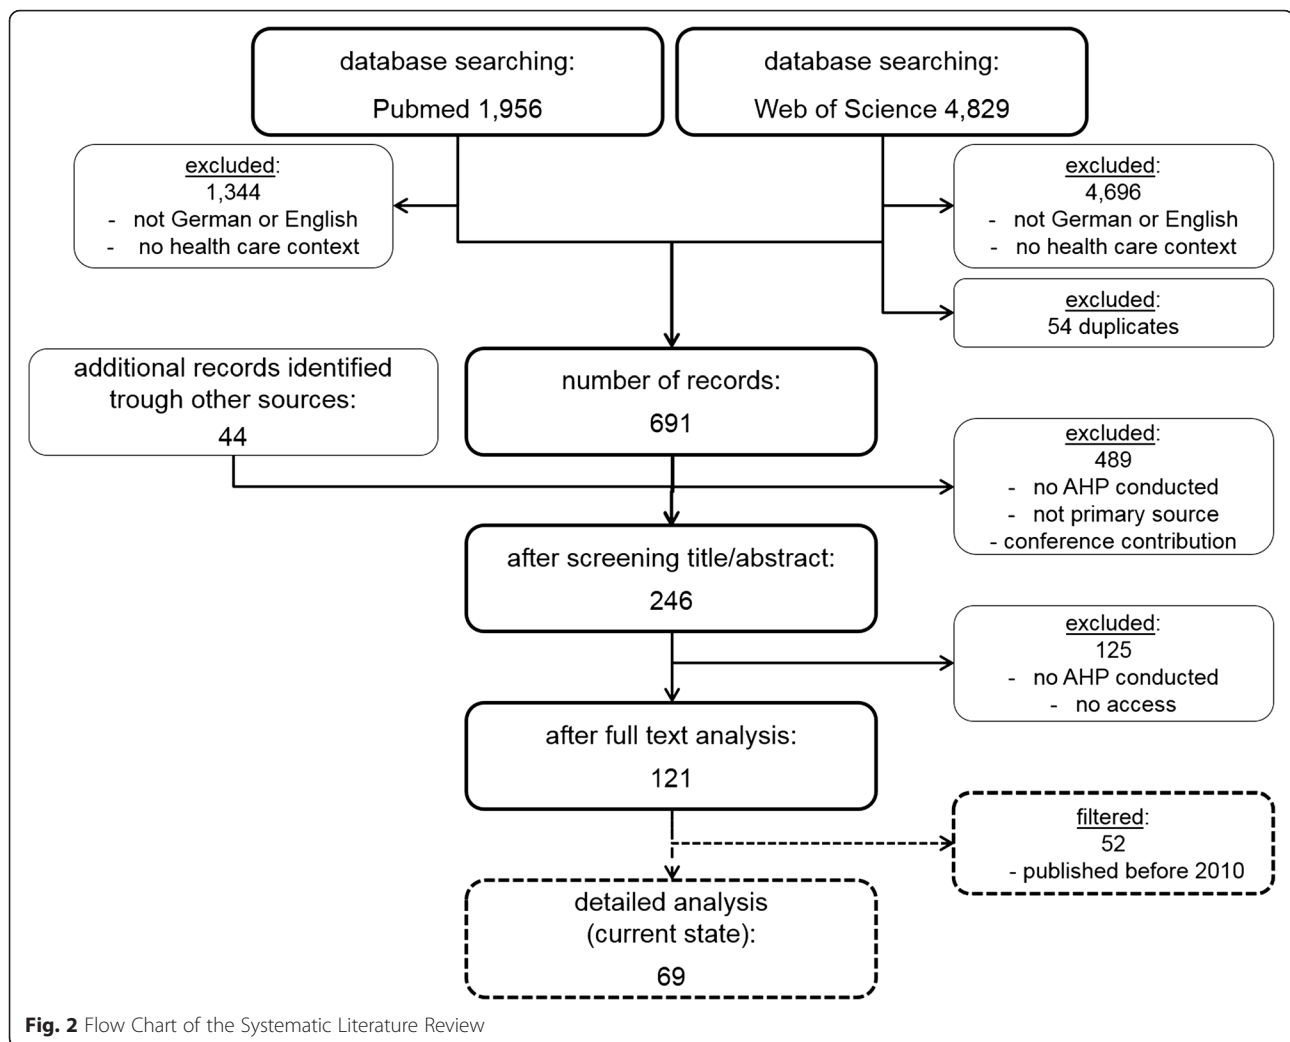 database searching:
Pubmed 1,956
database searching:
Web of Science 4,829
excluded:
1,344
- not German or English
- no health care context
excluded:
4,696
- not German or English
- no health care context
excluded:
54 duplicates
additional records identified
trough other sources:
44
number of records:
691
excluded:
489
- no AHP conducted
- not primary source
- conference contribution
after screening title/abstract:
246
excluded:
125
- no AHP conducted
- no access
after full text analysis:
121
filtered:
52
- published before 2010
detailed analysis
(current state):
69
Fig. 2 Flow Chart of the Systematic Literature Review